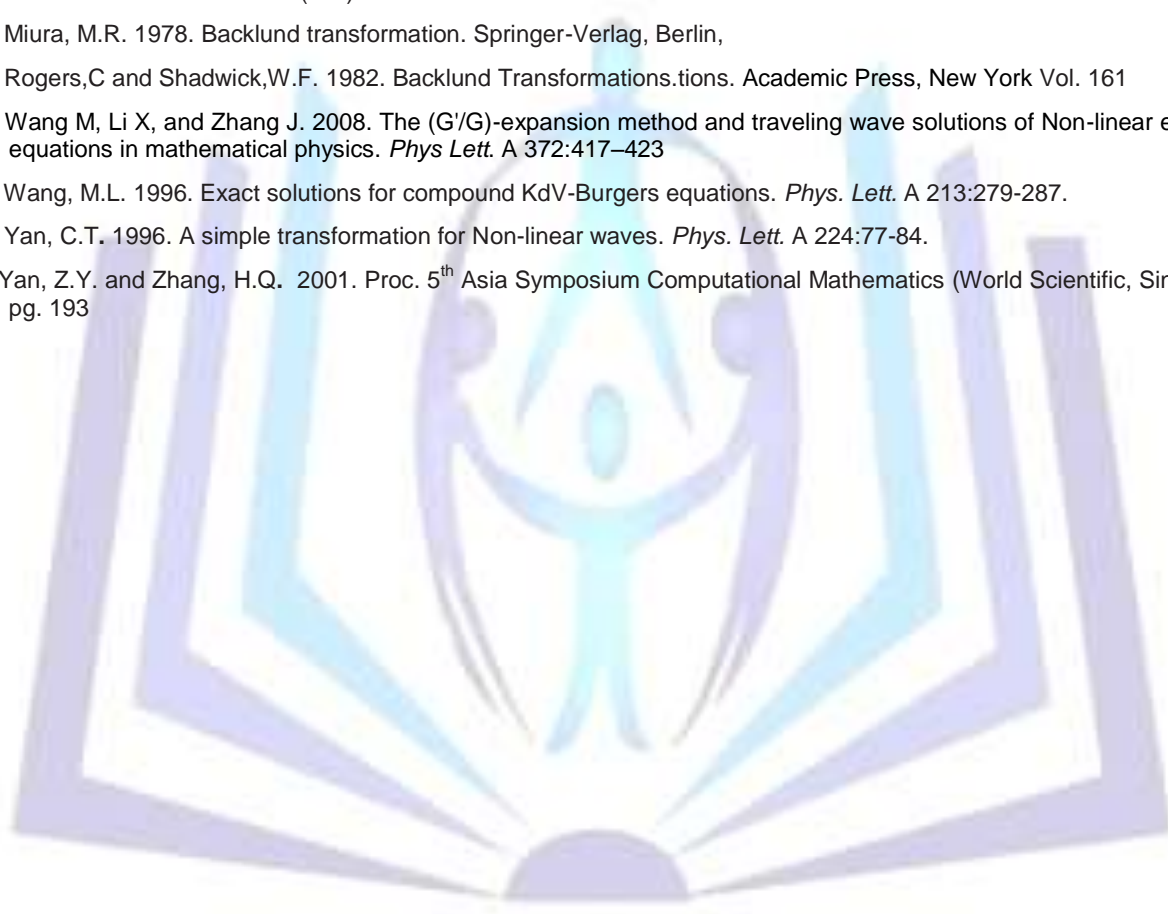 Miura, M.R. 1978. Backlund transformation. Springer-Verlag, Berlin,
Rogers,C and Shadwick,W.F. 1982. Backlund Transformations.tions. Academic Press, New York Vol. 161
Wang M, Li X, and Zhang J. 2008. The (G'/G)-expansion method and traveling wave solutions of Non-linear e
equations in mathematical physics. Phys Lett. A 372:417–423
Wang, M.L. 1996. Exact solutions for compound KdV-Burgers equations. Phys. Lett. A 213:279-287.
Yan, C.T. 1996. A simple transformation for Non-linear waves. Phys. Lett. A 224:77-84.
Yan, Z.Y. and Zhang, H.Q. 2001. Proc. 5th Asia Symposium Computational Mathematics (World Scientific, Sin
pg. 193